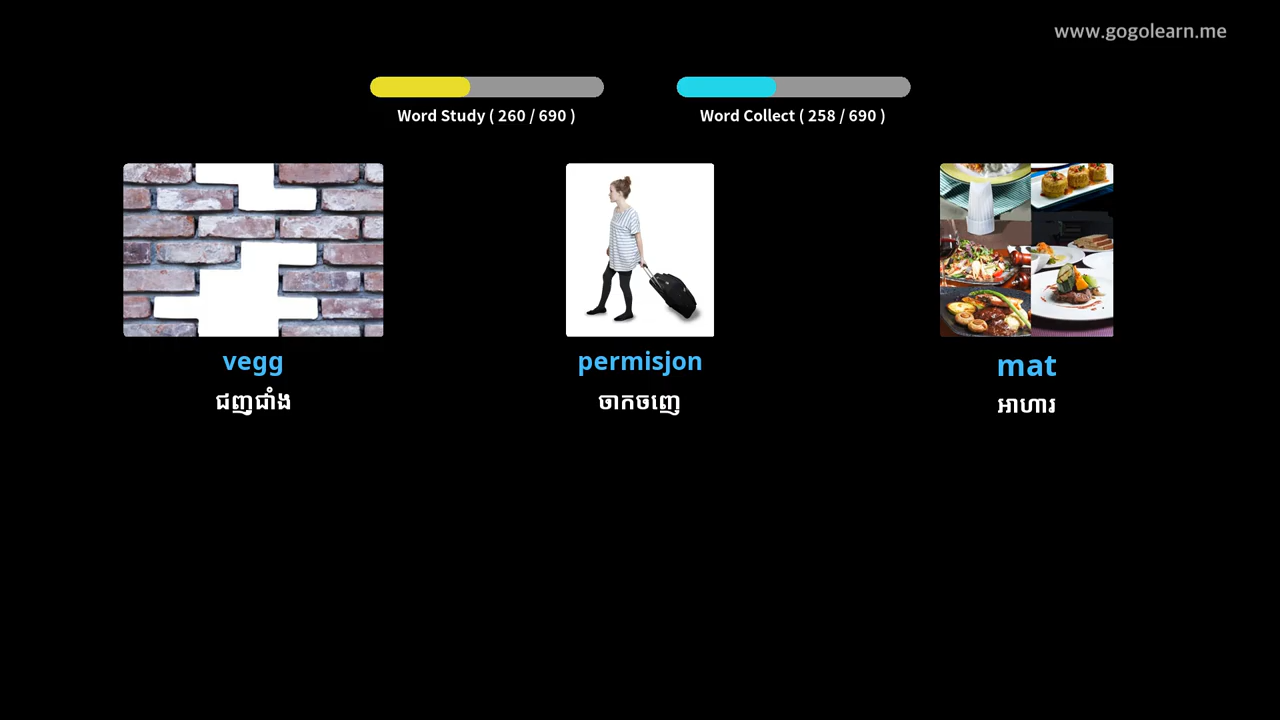 www.gogolearn.me
Word Study ( 260 / 690 )
Word Collect ( 258 / 690 )
vegg
ជញ្ជាំង
permisjon
ចាកចេញ
mat
អាហារ